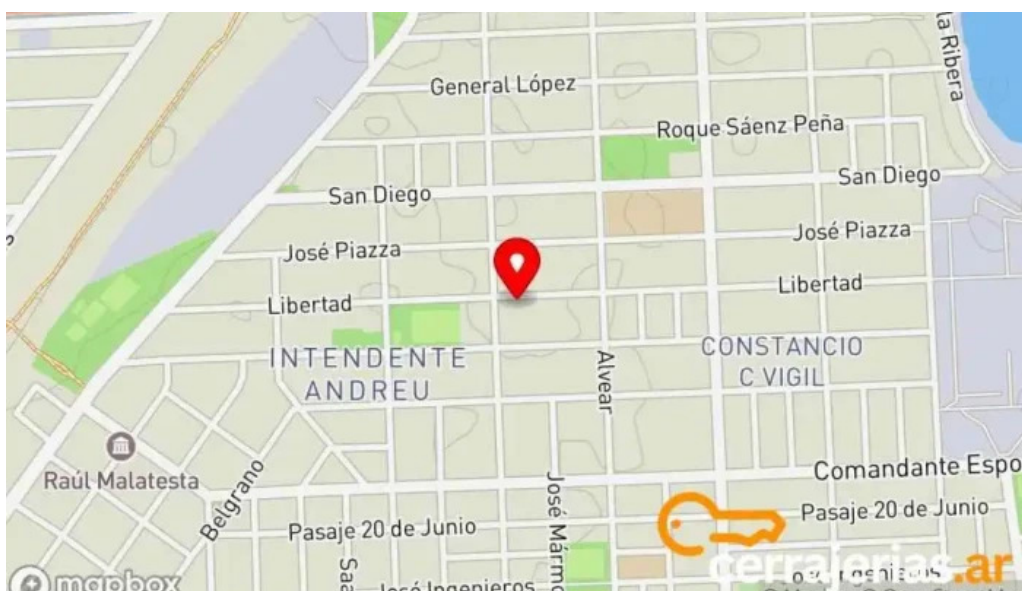 la Ribera
General López
Roque Sáenz Peña
San Diego
San Diego
José Piazza
José Piazza
Libertad
Libertad
INTENDENTE
ANDREU
CONSTANCIO
C VIGIL
Alvear
Raúl Malatesta
Belgrano
Comandante Espo
José Mármo
Pasaje 20 de Junio
Pasaje 20 de Junio
Saa
José Ingenieros
cerrajerias.ar
mapbox